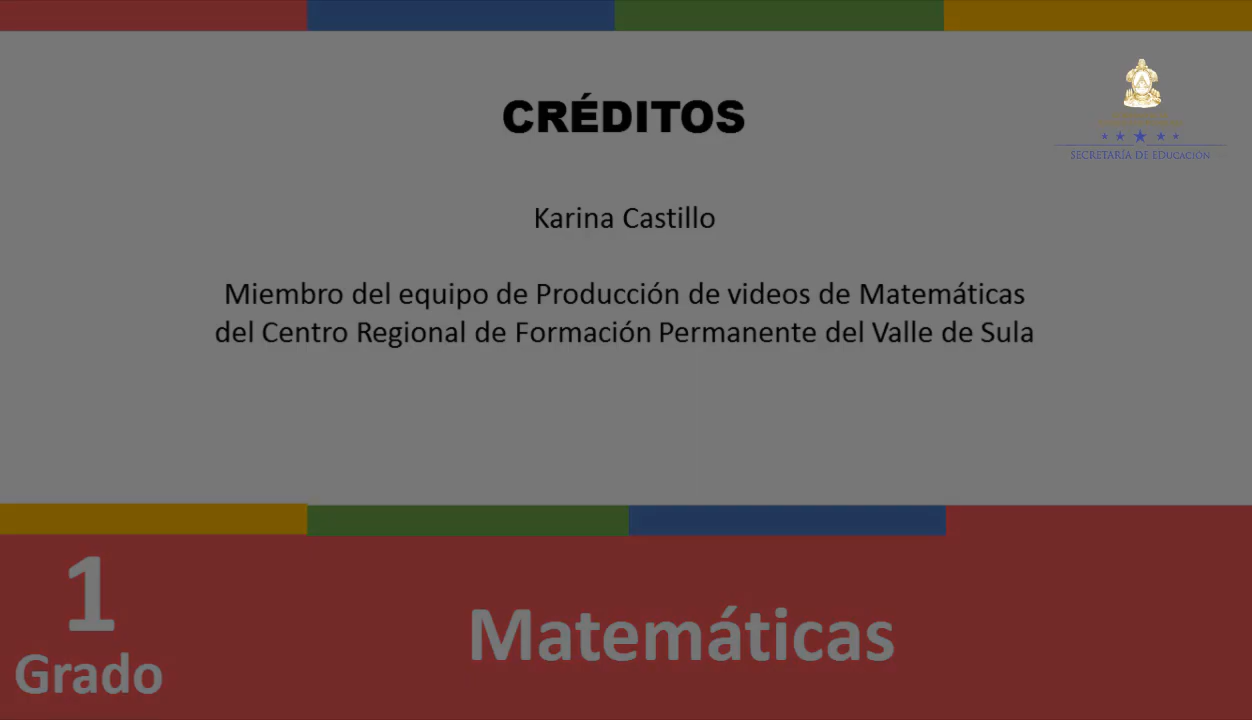 CRÉDITOS
SECRETARÍA DE EDUCACIÓN
Karina Castillo
Miembro del equipo de Producción de videos de Matemáticas
del Centro Regional de Formación Permanente del Valle de Sula
1
Grado
Matemáticas